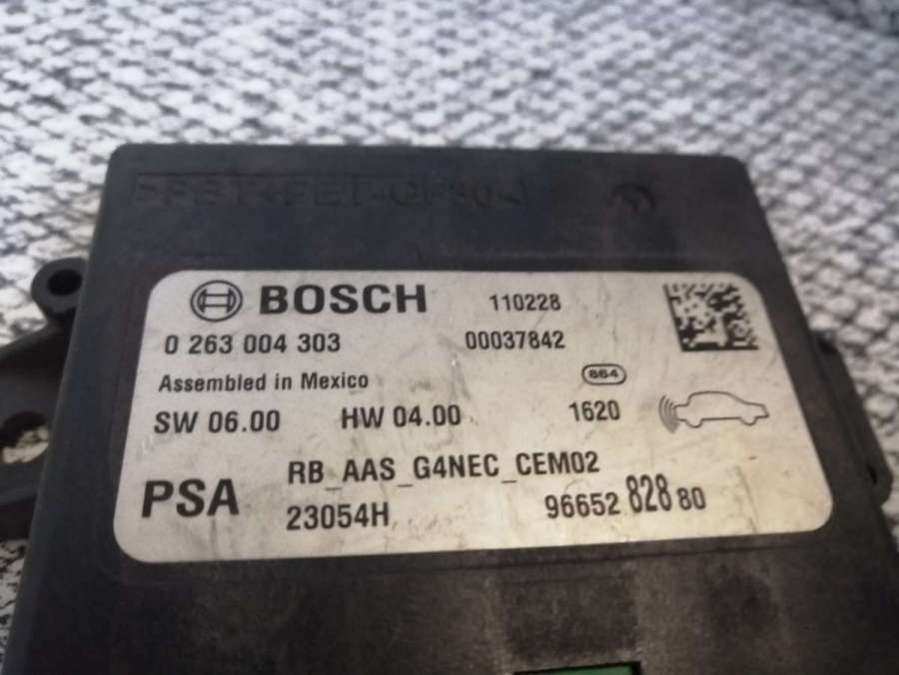 BOSCH 110228
0 263 004 303 00037842
Assembled in Mexico 864
SW 06.00 HW 04.00 1620
RB_AAS_G4NEC_CEM02
PSA 23054H 96652 828 80